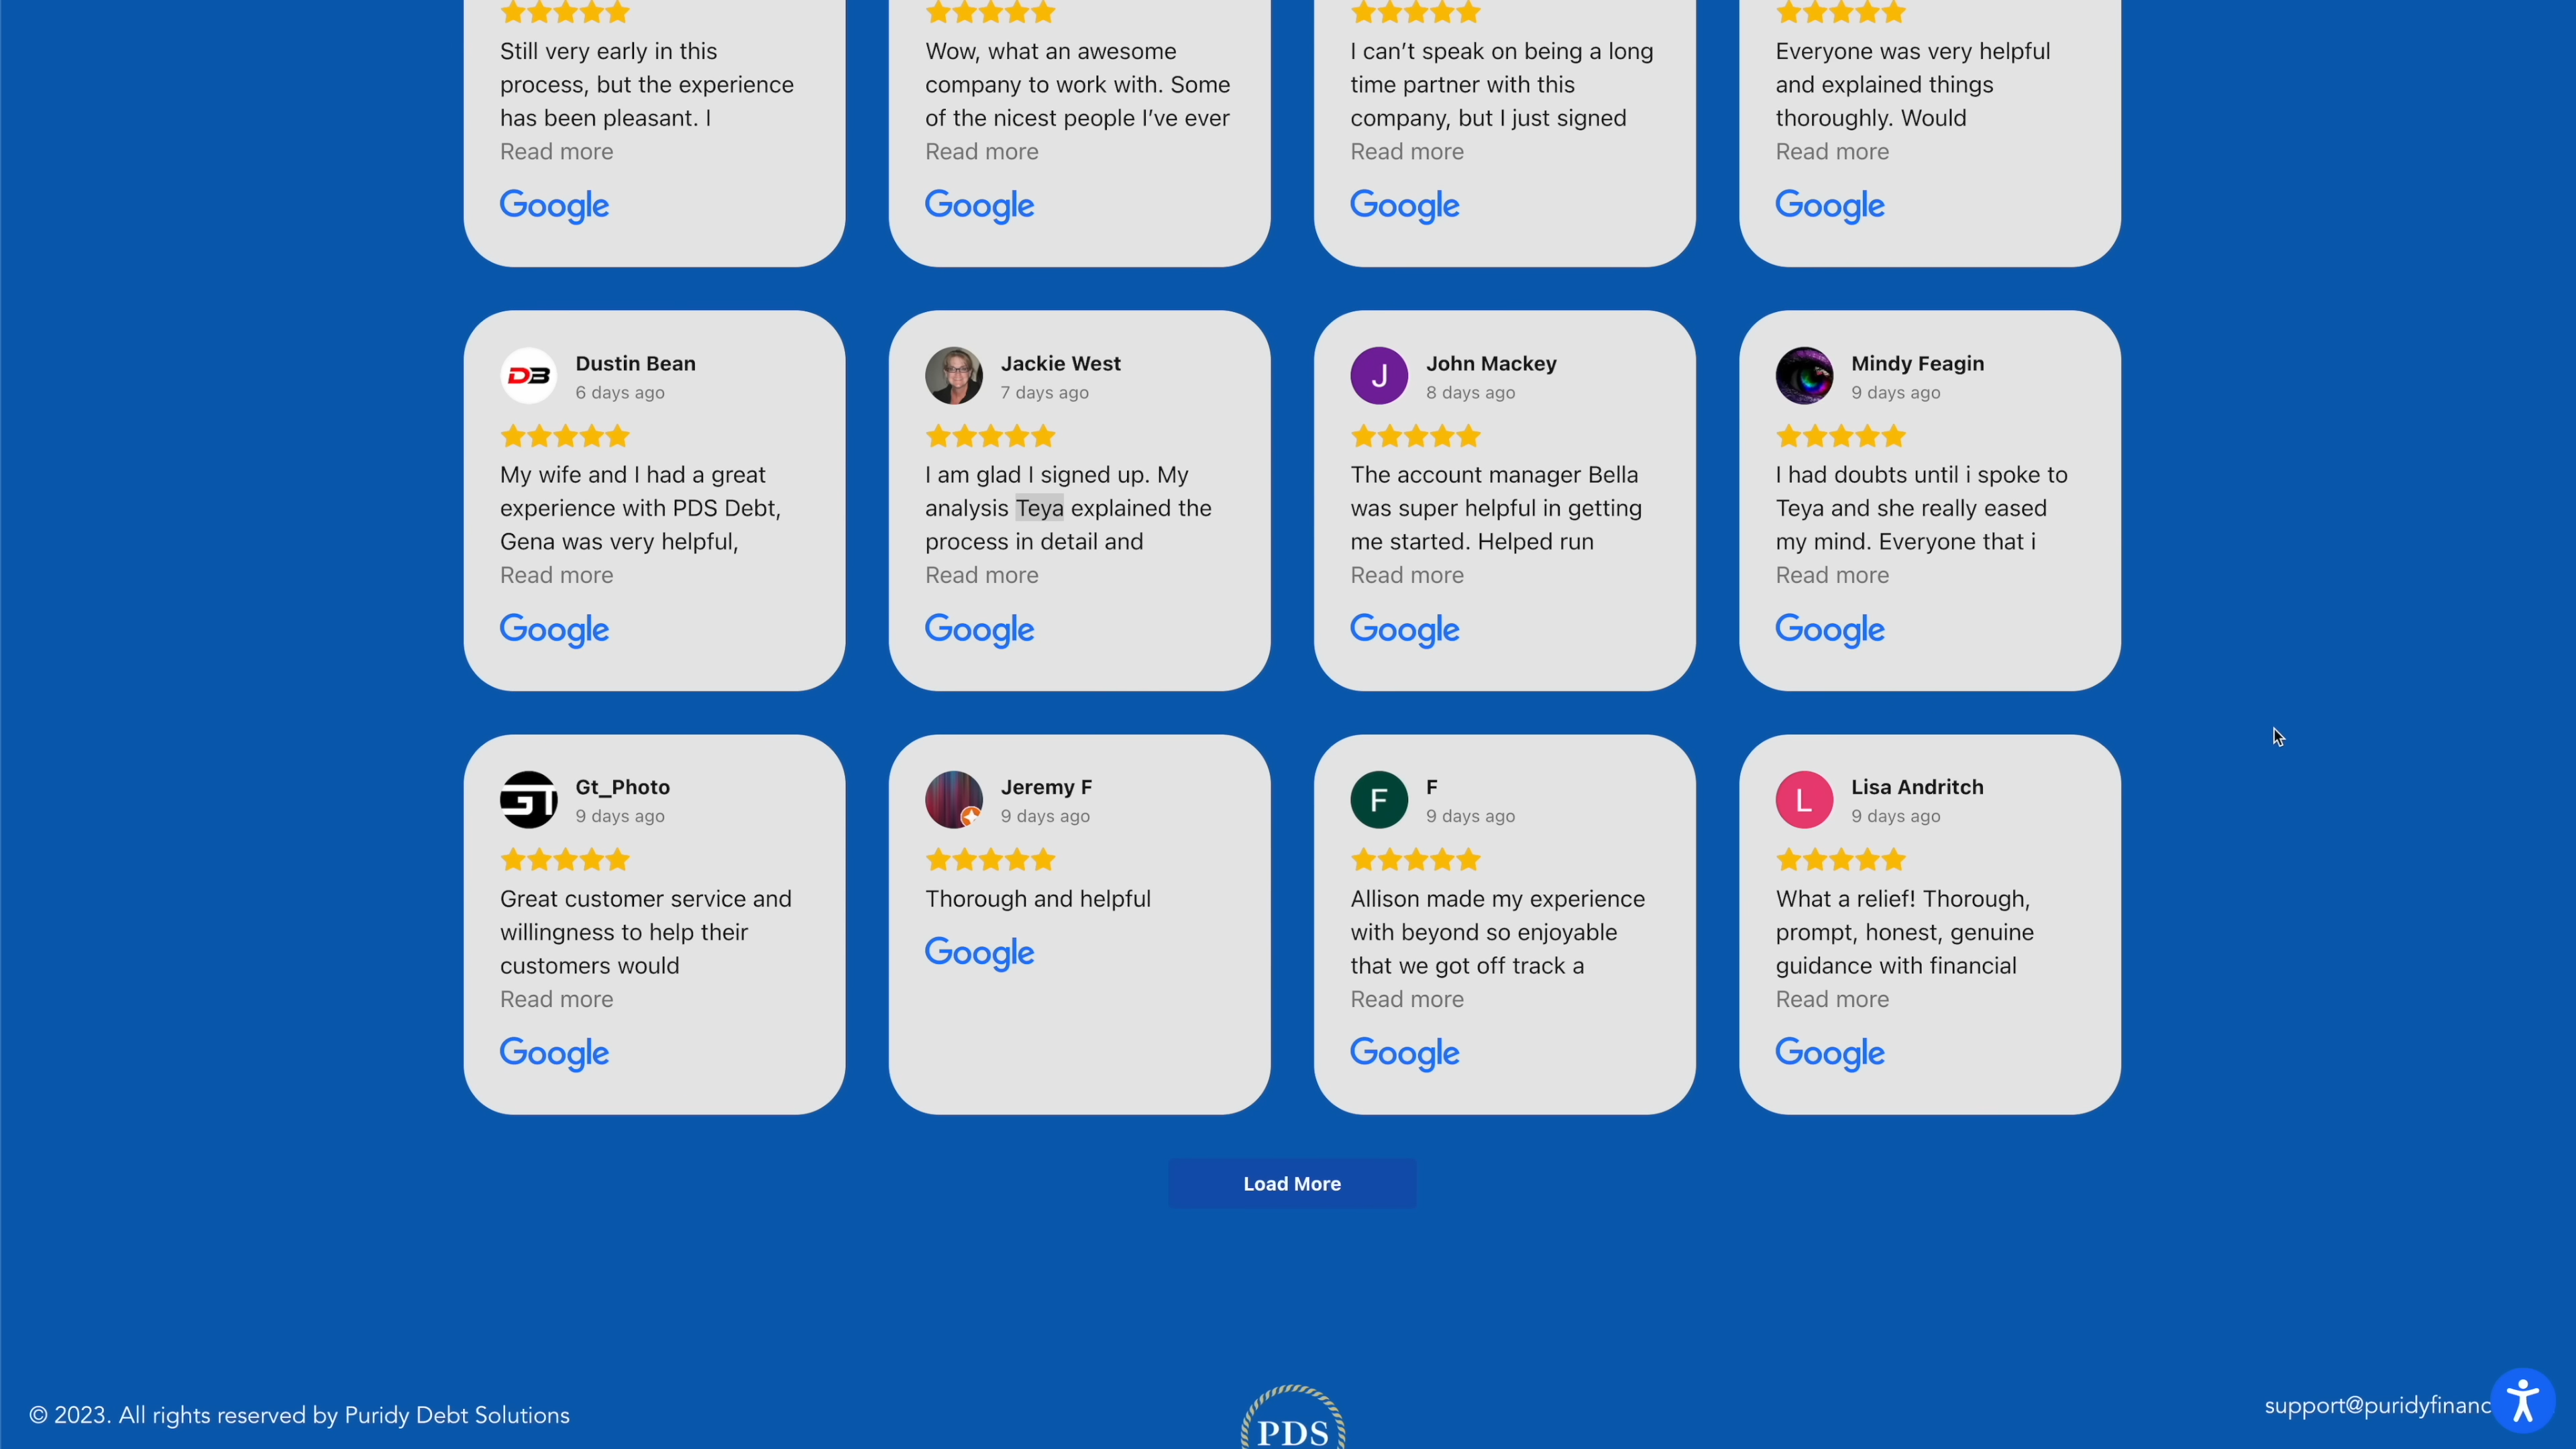 Still very early in this
process, but the experience
has been pleasant. I
Read more
Google
Wow, what an awesome
company to work with. Some
of the nicest people I've ever
Read more
Google
I can't speak on being a long
time partner with this
company, but I just signed
Read more
Google
Everyone was very helpful
and explained things
thoroughly. Would
Read more
Google
DB
Dustin Bean
6 days ago
My wife and I had a great
experience with PDS Debt,
Gena was very helpful,
Read more
Google
Jackie West
7 days ago
I am glad I signed up. My
analysis Teya explained the
process in detail and
Read more
Google
J
John Mackey
8 days ago
The account manager Bella
was super helpful in getting
me started. Helped run
Read more
Google
Mindy Feagin
9 days ago
I had doubts until i spoke to
Teya and she really eased
my mind. Everyone that i
Read more
Google
GT
Gt_Photo
9 days ago
Great customer service and
willingness to help their
customers would
Read more
Google
Jeremy F
9 days ago
Thorough and helpful
Google
F
F
9 days ago
Allison made my experience
with beyond so enjoyable
that we got off track a
Read more
Google
L
Lisa Andritch
9 days ago
What a relief! Thorough,
prompt, honest, genuine
guidance with financial
Read more
Google
Load More
© 2023. All rights reserved by Puridy Debt Solutions
PDS
support@puridyfinanc